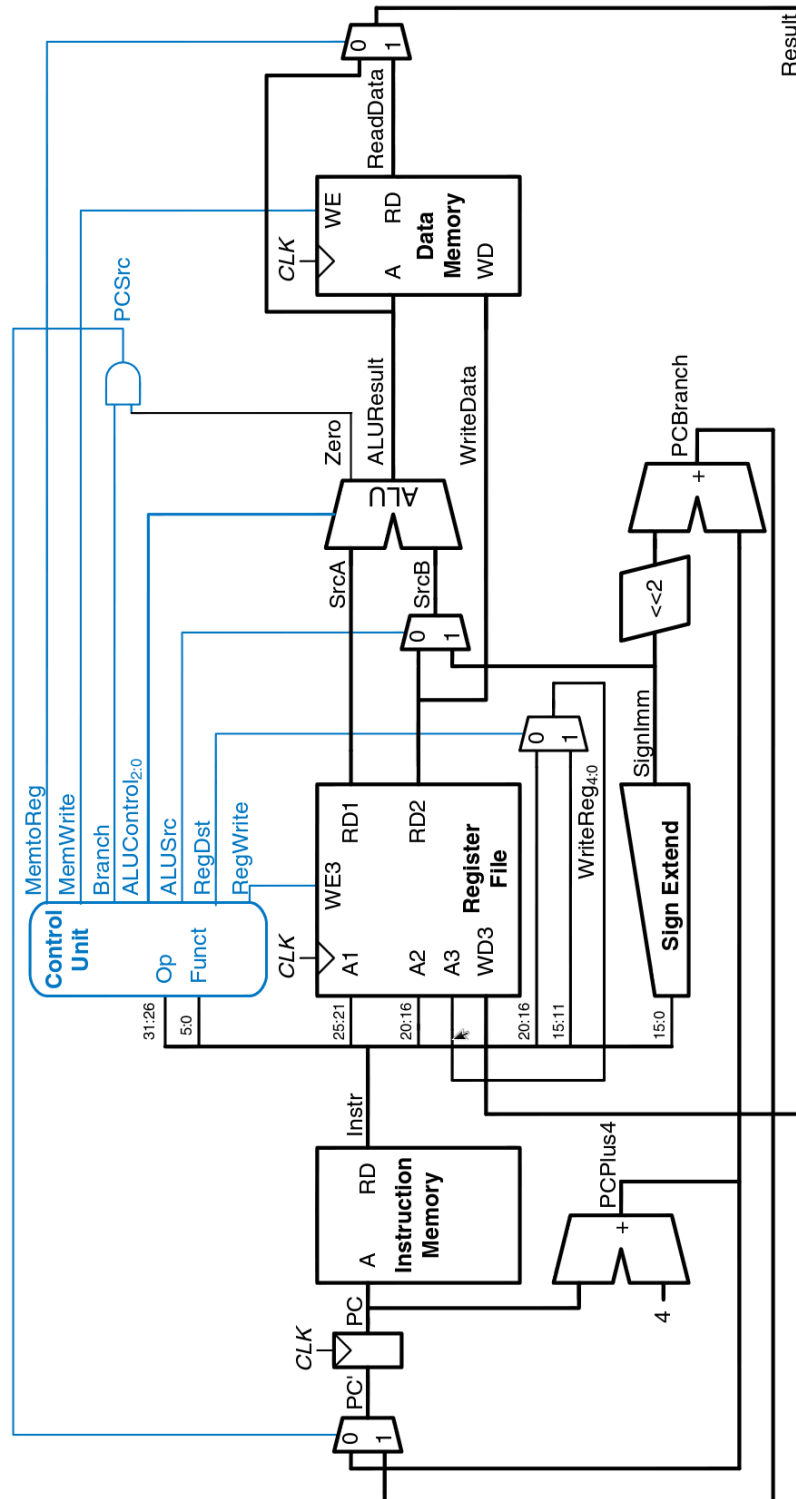 Control
Unit
Op
Funct
MemtoReg
MemWrite
Branch
ALUControl2:0
ALUSrc
RegDst
RegWrite
PCSrc
31:26
5:0
0
1
PC'
CLK
PC
A
RD
Instruction
Memory
Instr
25:21
20:16
20:16
15:11
15:0
CLK
WE3
A1
RD1
A2
RD2
A3
WD3
Register
File
0
1
WriteReg4:0
Sign Extend
SignImm
0
1
SrcA
SrcB
ALU
Zero
ALUResult
WriteData
CLK
WE
A
RD
Data
Memory
WD
ReadData
0
1
4
+
PCPlus4
<<2
+
PCBranch
Result